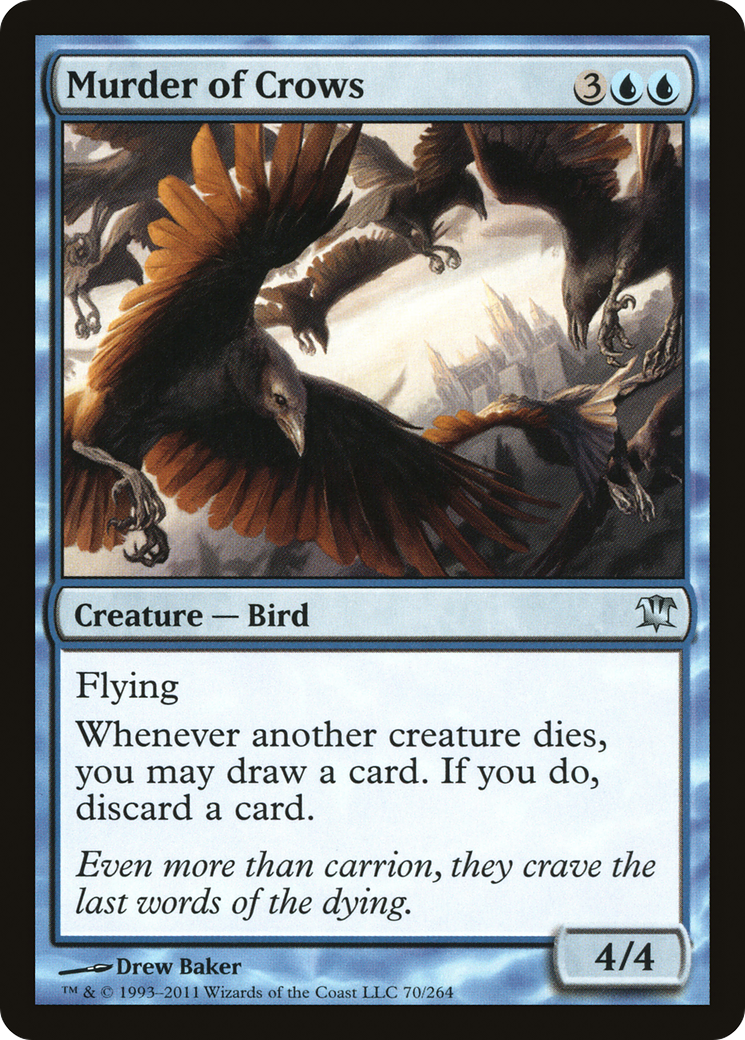 Murder of Crows 3
Creature — Bird
Flying
Whenever another creature dies,
you may draw a card. If you do,
discard a card.
Even more than carrion, they crave the
last words of the dying.
4/4
Drew Baker
™ & © 1993–2011 Wizards of the Coast LLC 70/264